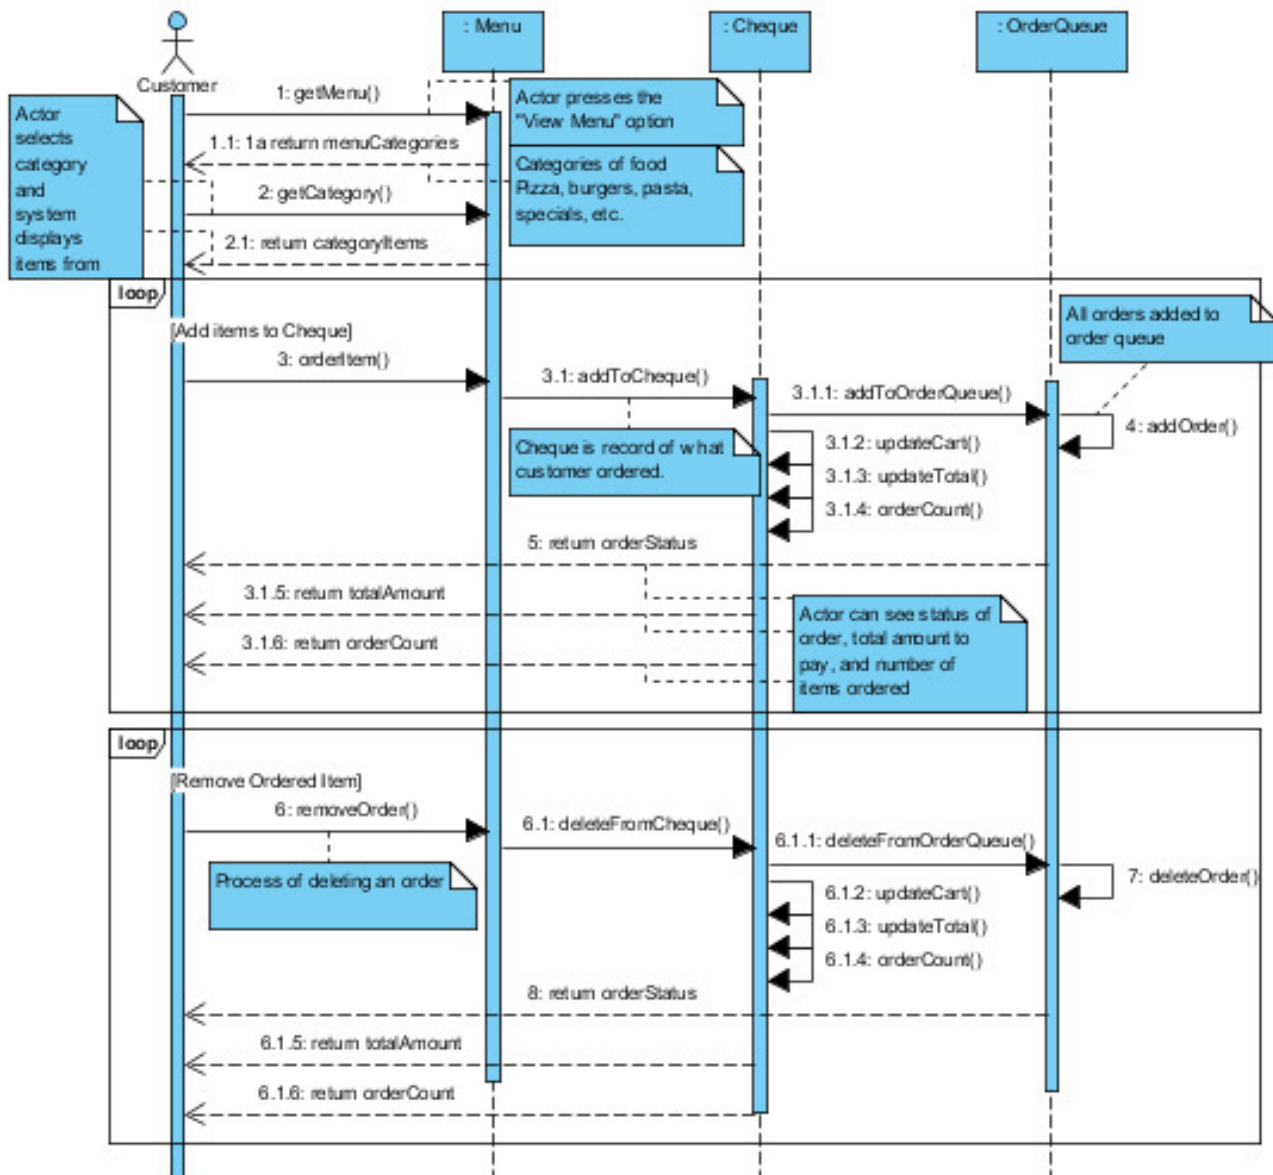 : Menu
: Cheque
: OrderQueue
Customer
1: getMenu()
Actor presses the
"View Menu" option
Actor
selects
category
and
system
displays
items from
1.1: 1a return menuCategories
Categories of food
Pizza, burgers, pasta,
specials, etc.
2: getCategory()
2.1: return categoryItems
loop
[Add items to Cheque]
All orders added to
order queue
3: orderItem()
3.1: addToCheque()
3.1.1: addToOrderQueue()
4: addOrder()
Cheque is record of what
customer ordered.
3.1.2: updateCart()
3.1.3: updateTotal()
3.1.4: orderCount()
5: return orderStatus
3.1.5: return totalAmount
3.1.6: return orderCount
Actor can see status of
order, total amount to
pay, and number of
items ordered
loop
[Remove Ordered Item]
6: removeOrder()
6.1: deleteFromCheque()
6.1.1: deleteFromOrderQueue()
7: deleteOrder()
Process of deleting an order
6.1.2: updateCart()
6.1.3: updateTotal()
6.1.4: orderCount()
8: return orderStatus
6.1.5: return totalAmount
6.1.6: return orderCount